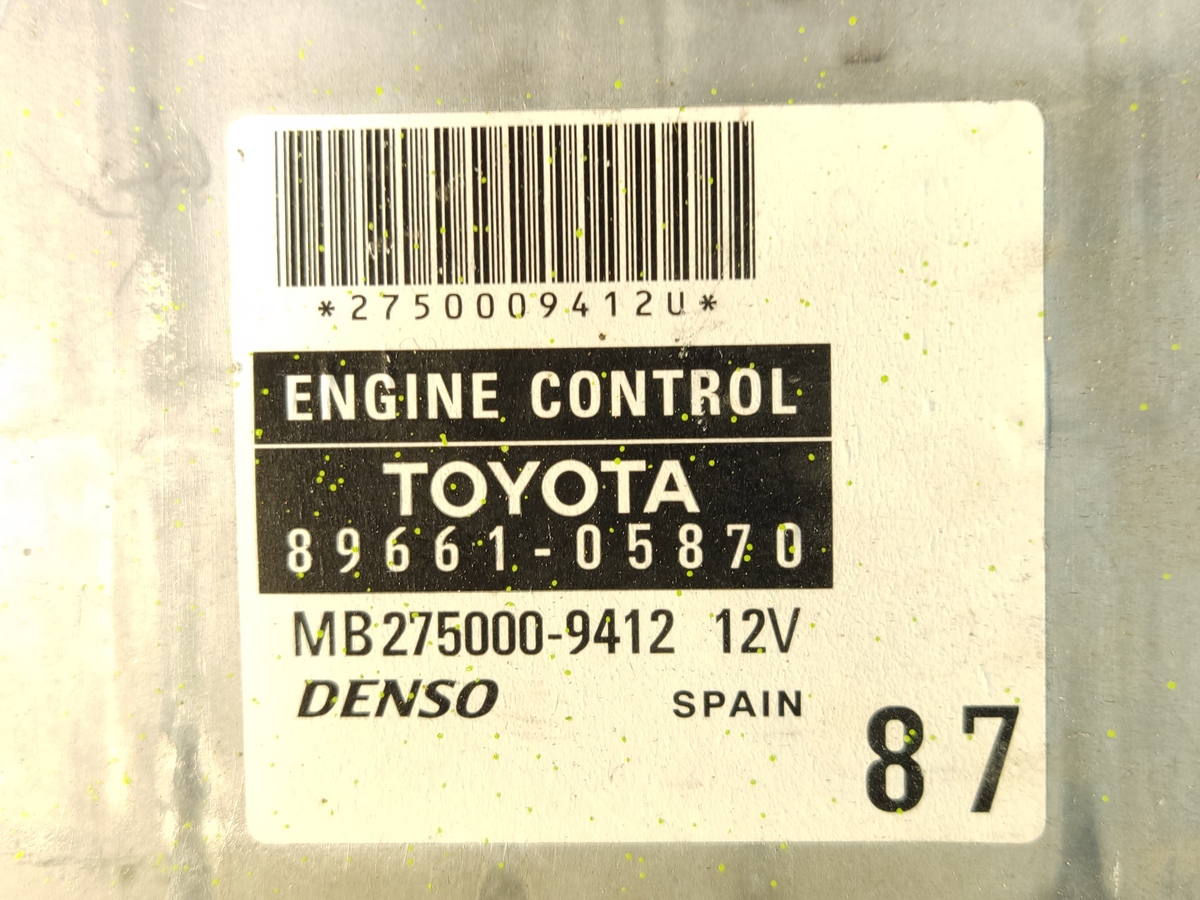 *2750009412U*
ENGINE CONTROL
TOYOTA
89661-05870
MB275000-9412 12V
DENSO SPAIN
87